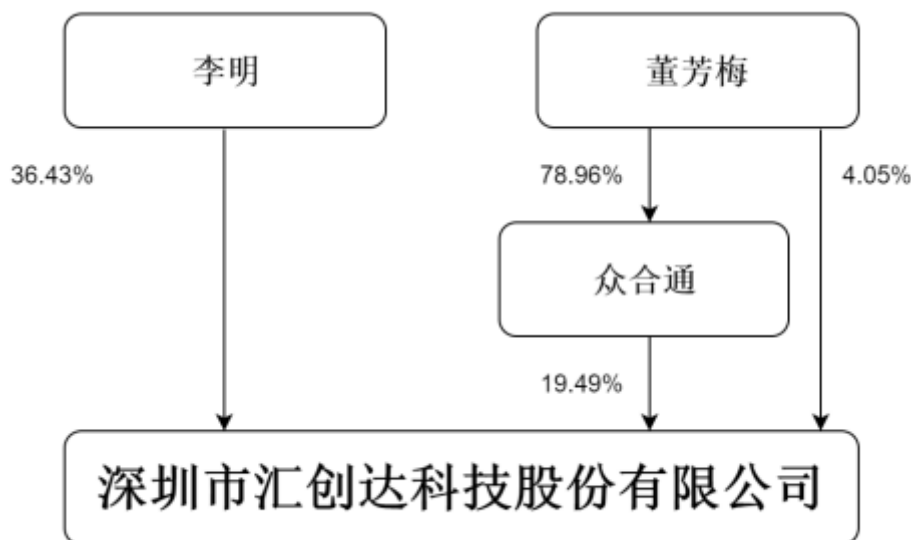 李明
董芳梅
36.43%
78.96%
4.05%
众合通
19.49%
深圳市汇创达科技股份有限公司